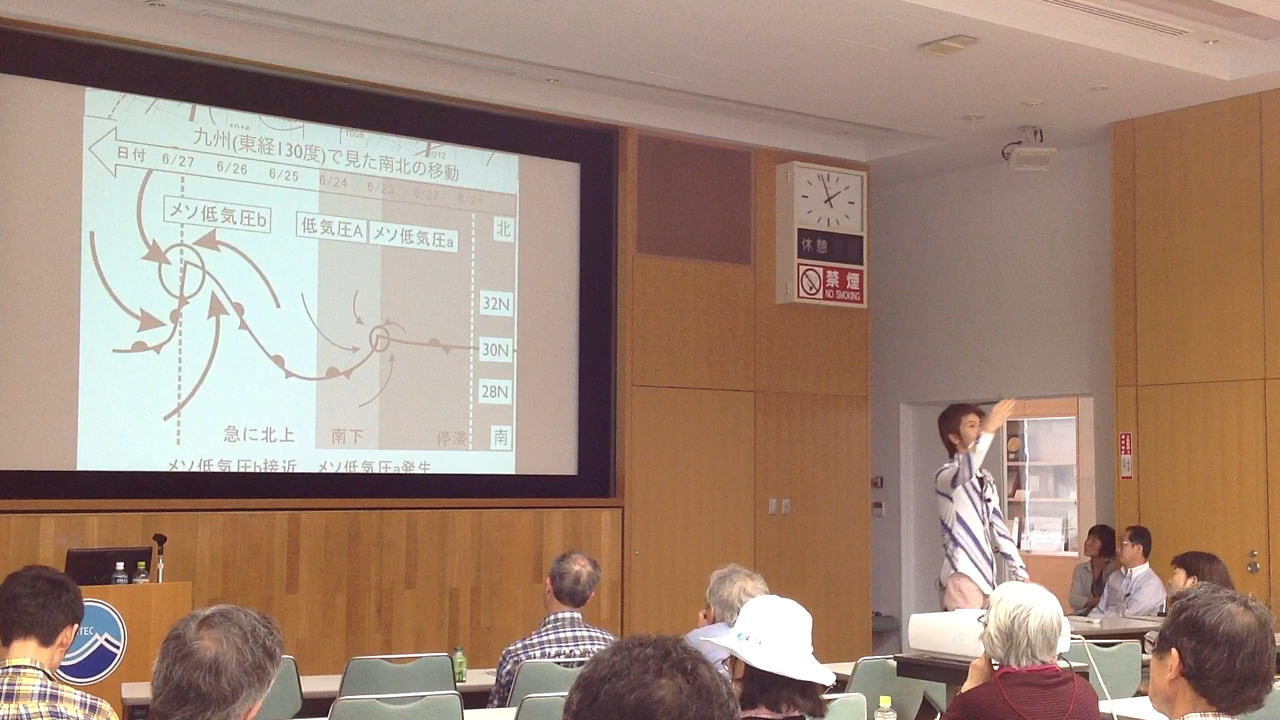 1008
1012
九州(東経130度)で見た南北の移動
日付 6/27 6/26 6/25 6/24 6/23 6/22 6/21
メソ低気圧b
低気圧A
メソ低気圧a
北
32N
30N
28N
急に北上 南下 停滞 南
メソ低気圧b接近 メソ低気圧a発生
休憩
禁煙
NO SMOKING
TEC